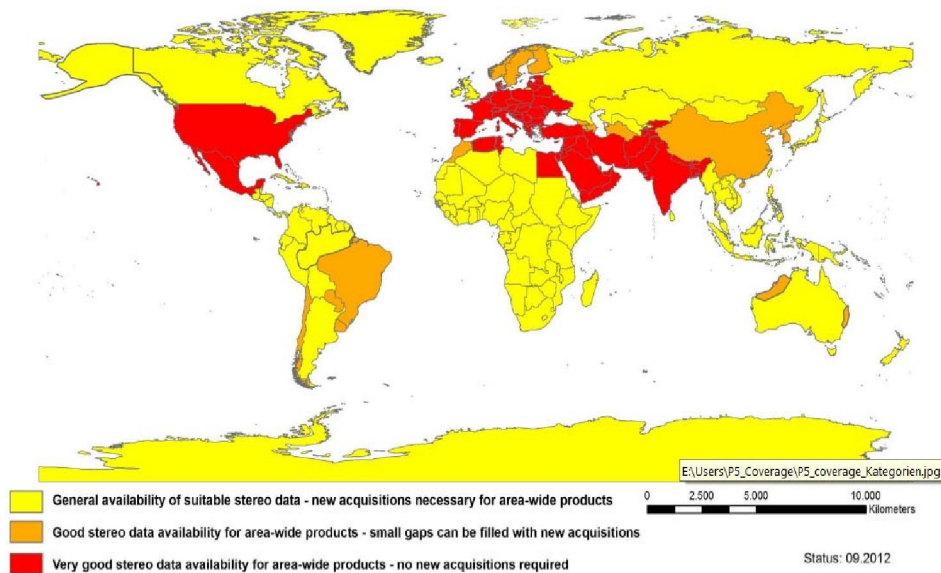 E:\Users\P5_Coverage\P5_coverage_Kategorien.jpg
General availability of suitable stereo data - new acquisitions necessary for area-wide products
Good stereo data availability for area-wide products - small gaps can be filled with new acquisitions
Very good stereo data availability for area-wide products - no new acquisitions required
0 2.500 5.000 10.000
Kilometers
Status: 09.2012